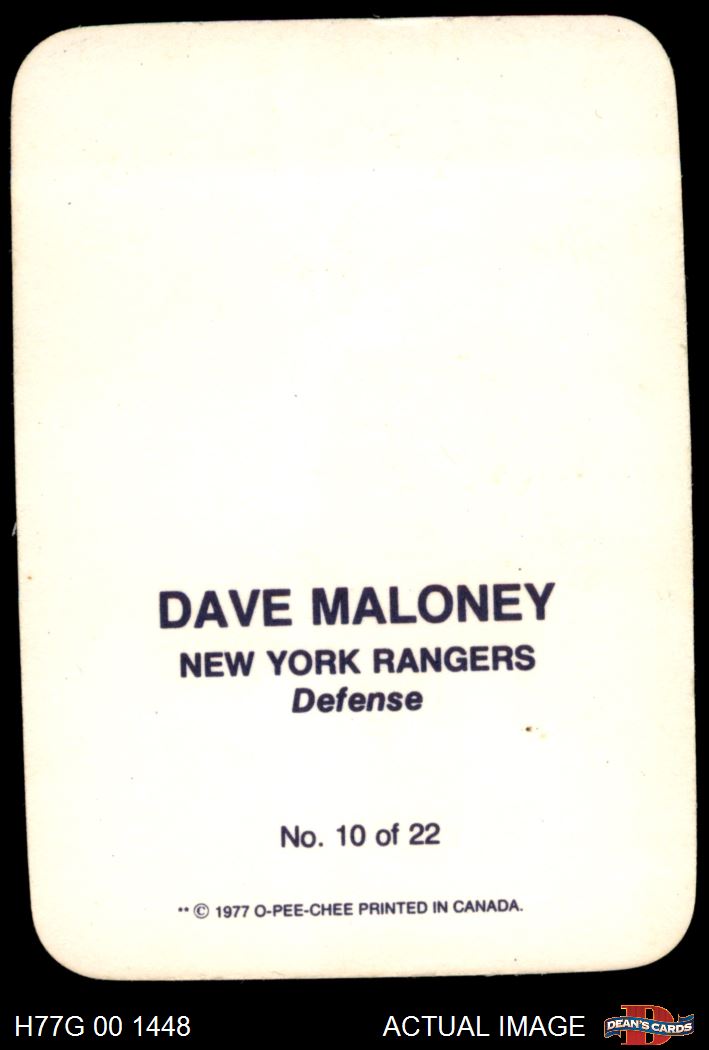 DAVE MALONEY
NEW YORK RANGERS
Defense
No. 10 of 22
** © 1977 O-PEE-CHEE PRINTED IN CANADA.
H77G 00 1448
ACTUAL IMAGE
D
DEAN'S CARDS